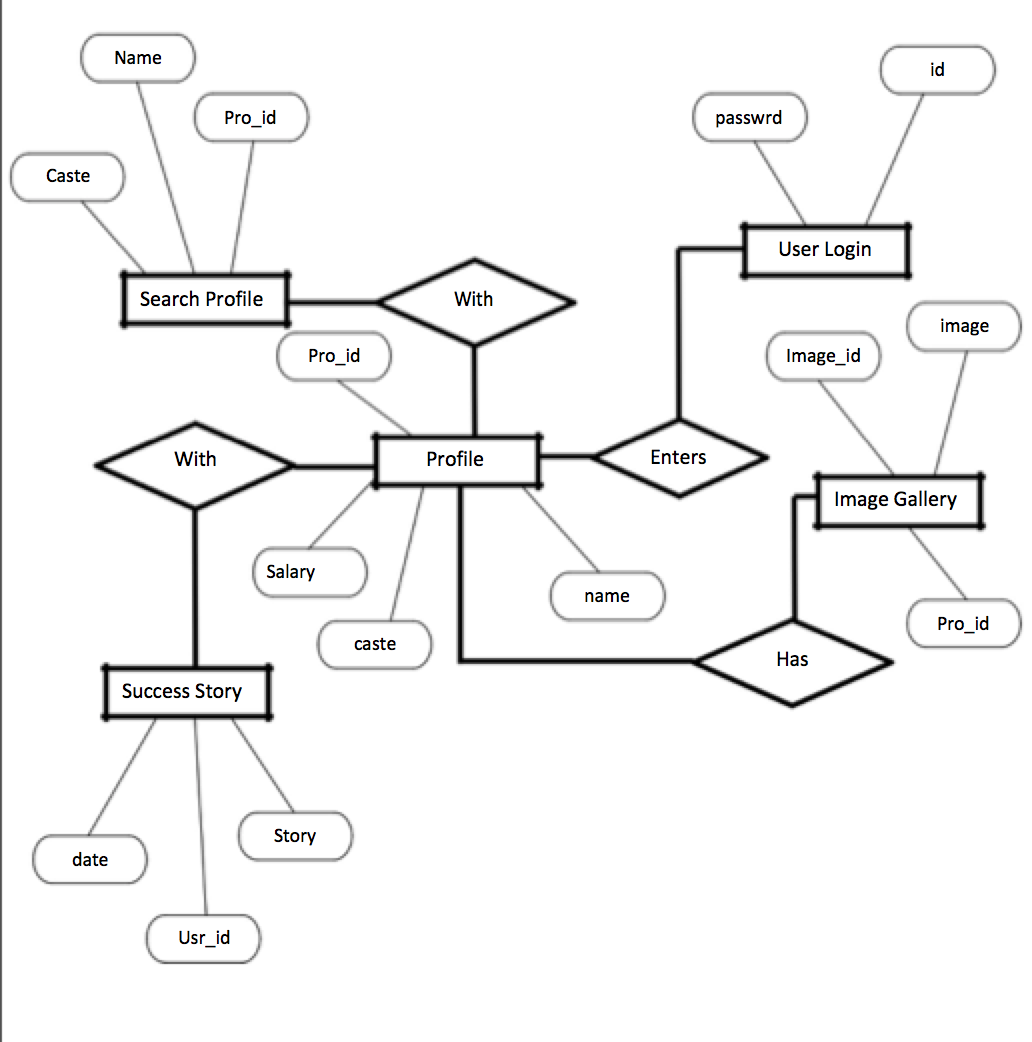 Name
id
Pro_id
passwrd
Caste
User Login
Search Profile
With
image
Pro_id
Image_id
With
Profile
Enters
Image Gallery
Salary
name
caste
Pro_id
Has
Success Story
Story
date
Usr_id